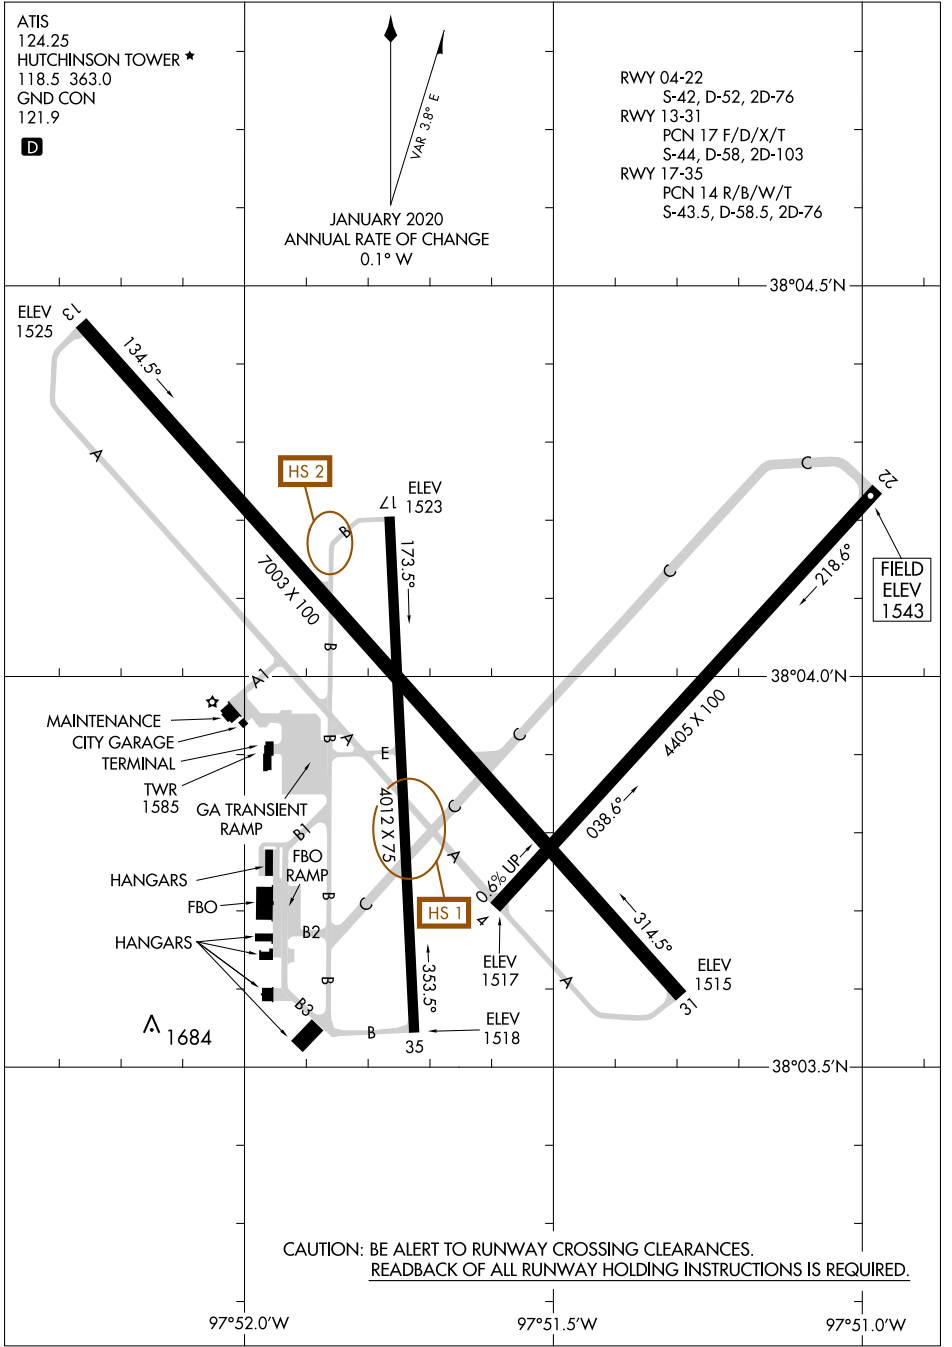 ATIS
124.25
HUTCHINSON TOWER ★
118.5 363.0
GND CON
121.9
D
VAR 3.8° E
JANUARY 2020
ANNUAL RATE OF CHANGE
0.1° W
RWY 04-22
S-42, D-52, 2D-76
RWY 13-31
PCN 17 F/D/X/T
S-44, D-58, 2D-103
RWY 17-35
PCN 14 R/B/W/T
S-43.5, D-58.5, 2D-76
38°04.5'N
ELEV
1525
13
134.5°
A
HS 2
B
17
ELEV
1523
173.5°
C
C
22
218.6°
FIELD
ELEV
1543
7003 X 100
B
38°04.0'N
A1
MAINTENANCE
CITY GARAGE
TERMINAL
TWR
1585
GA TRANSIENT
RAMP
B
A
E
C
4405 X 100
4012 X 75
C
038.6°
B1
FBO
RAMP
HANGARS
FBO
HANGARS
B
B2
C
A
0.6% UP
4
HS 1
314.5°
ELEV
1517
ELEV
1515
31
353.5°
A
B
B3
B
35
ELEV
1518
1684
38°03.5'N
CAUTION: BE ALERT TO RUNWAY CROSSING CLEARANCES.
READBACK OF ALL RUNWAY HOLDING INSTRUCTIONS IS REQUIRED.
97°52.0'W
97°51.5'W
97°51.0'W